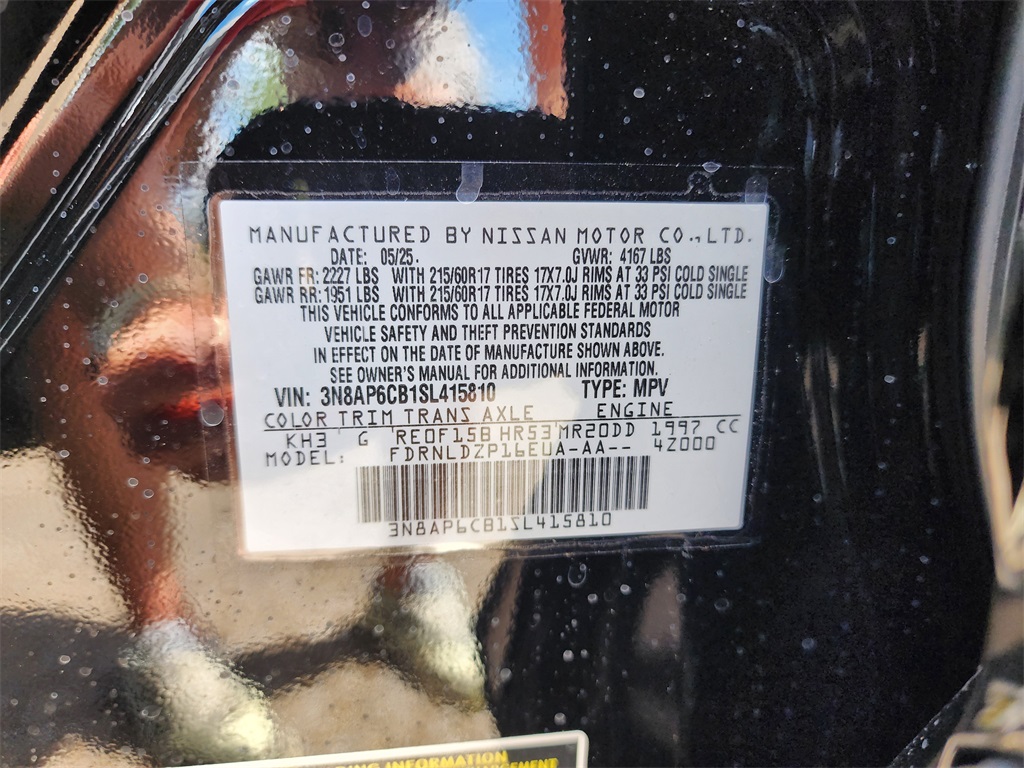 MANUFACTURED BY NISSAN MOTOR CO., LTD.
DATE: 05/25. GVWR: 4167 LBS
GAWR FR: 2227 LBS WITH 215/60R17 TIRES 17X7.0J RIMS AT 33 PSI COLD SINGLE
GAWR RR: 1951 LBS WITH 215/60R17 TIRES 17X7.0J RIMS AT 33 PSI COLD SINGLE
THIS VEHICLE CONFORMS TO ALL APPLICABLE FEDERAL MOTOR
VEHICLE SAFETY AND THEFT PREVENTION STANDARDS
IN EFFECT ON THE DATE OF MANUFACTURE SHOWN ABOVE.
SEE OWNER'S MANUAL FOR ADDITIONAL INFORMATION.
VIN: 3N8AP6CB1SL415810 TYPE: MPV
COLOR TRIM TRANS AXLE ENGINE
KH3 G RE0F15B HR53 MR20DD 1997 CC
MODEL: FDRNLDZP16EUA-AA-- 4Z000
3N8AP6CB1SL415810
INFORMATION